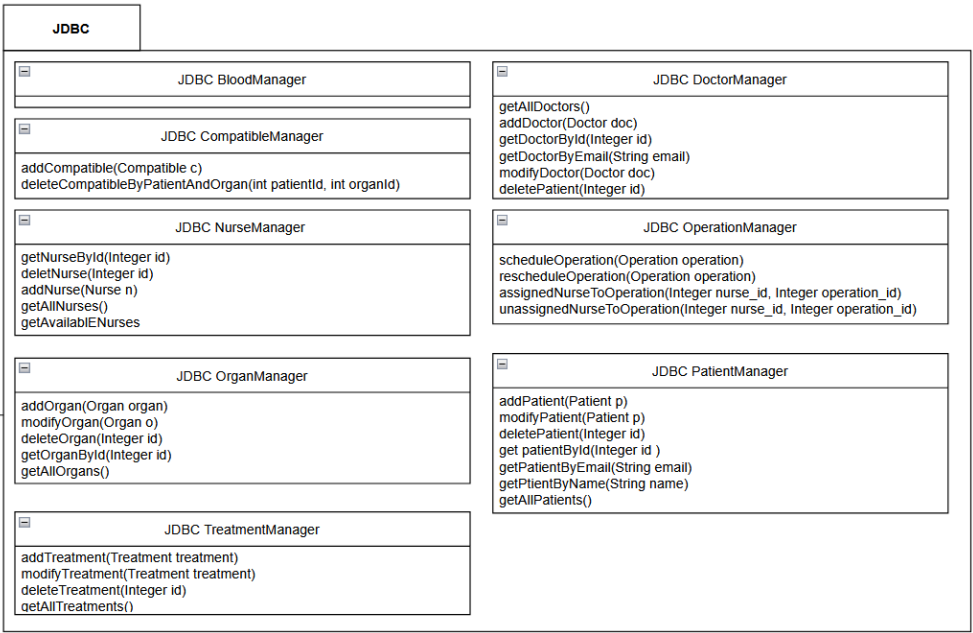 JDBC
JDBC BloodManager
JDBC CompatibleManager
addCompatible(Compatible c)
deleteCompatibleByPatientAndOrgan(int patientId, int organId)
JDBC NurseManager
getNurseById(Integer id)
deletNurse(Integer id)
addNurse(Nurse n)
getAllNurses()
getAvailablENurses
JDBC OrganManager
addOrgan(Organ organ)
modifyOrgan(Organ o)
deleteOrgan(Integer id)
getOrganById(Integer id)
getAllOrgans()
JDBC TreatmentManager
addTreatment(Treatment treatment)
modifyTreatment(Treatment treatment)
deleteTreatment(Integer id)
getAllTreatments()
JDBC DoctorManager
getAllDoctors()
addDoctor(Doctor doc)
getDoctorById(Integer id)
getDoctorByEmail(String email)
modifyDoctor(Doctor doc)
deletePatient(Integer id)
JDBC OperationManager
scheduleOperation(Operation operation)
rescheduleOperation(Operation operation)
assignedNurseToOperation(Integer nurse_id, Integer operation_id)
unassignedNurseToOperation(Integer nurse_id, Integer operation_id)
JDBC PatientManager
addPatient(Patient p)
modifyPatient(Patient p)
deletePatient(Integer id)
get patientById(Integer id )
getPatientByEmail(String email)
getPtientByName(String name)
getAllPatients()